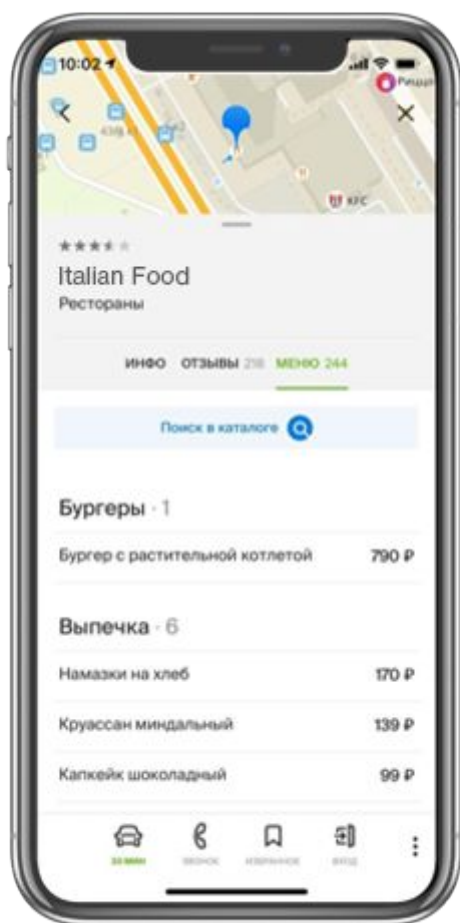 10:02
KFC
Italian Food
Рестораны
ИНФО ОТЗЫВЫ 218 МЕНЮ 244
Поиск в каталоге
Бургеры · 1
Бургер с растительной котлетой 790 ₽
Выпечка · 6
Намазки на хлеб 170 ₽
Круассан миндальный 139 ₽
Капкейк шоколадный 99 ₽
ЗВОНОК ИЗБРАННОЕ ВХОД